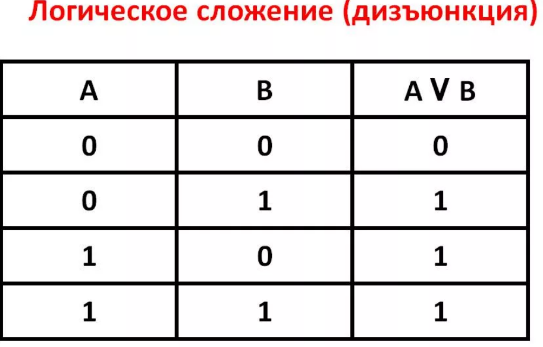 Логическое сложение (дизъюнкция)
A B A V B
0 0 0
0 1 1
1 0 1
1 1 1